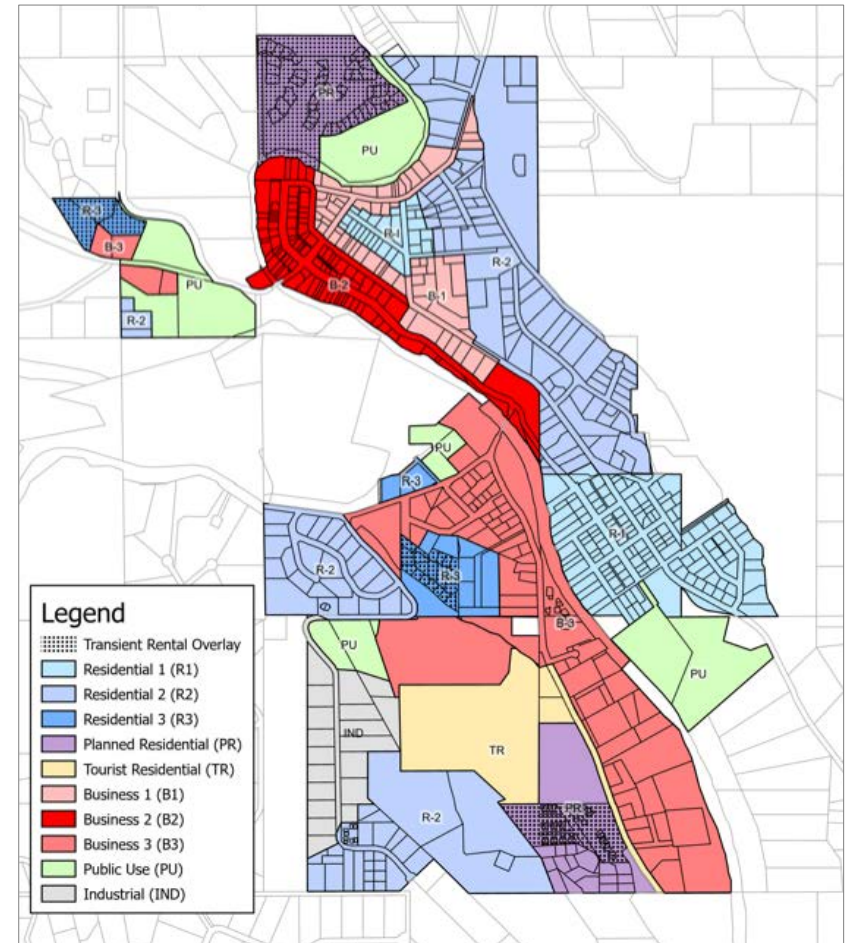 PR
PU
R-3
R-I
B-3
R-2
PU
B-2
B-1
R-2
PU
R-3
R-1
R-2
R-3
B-3
PU
PU
IND
TR
PR
R-2
Legend
Transient Rental Overlay
Residential 1 (R1)
Residential 2 (R2)
Residential 3 (R3)
Planned Residential (PR)
Tourist Residential (TR)
Business 1 (B1)
Business 2 (B2)
Business 3 (B3)
Public Use (PU)
Industrial (IND)